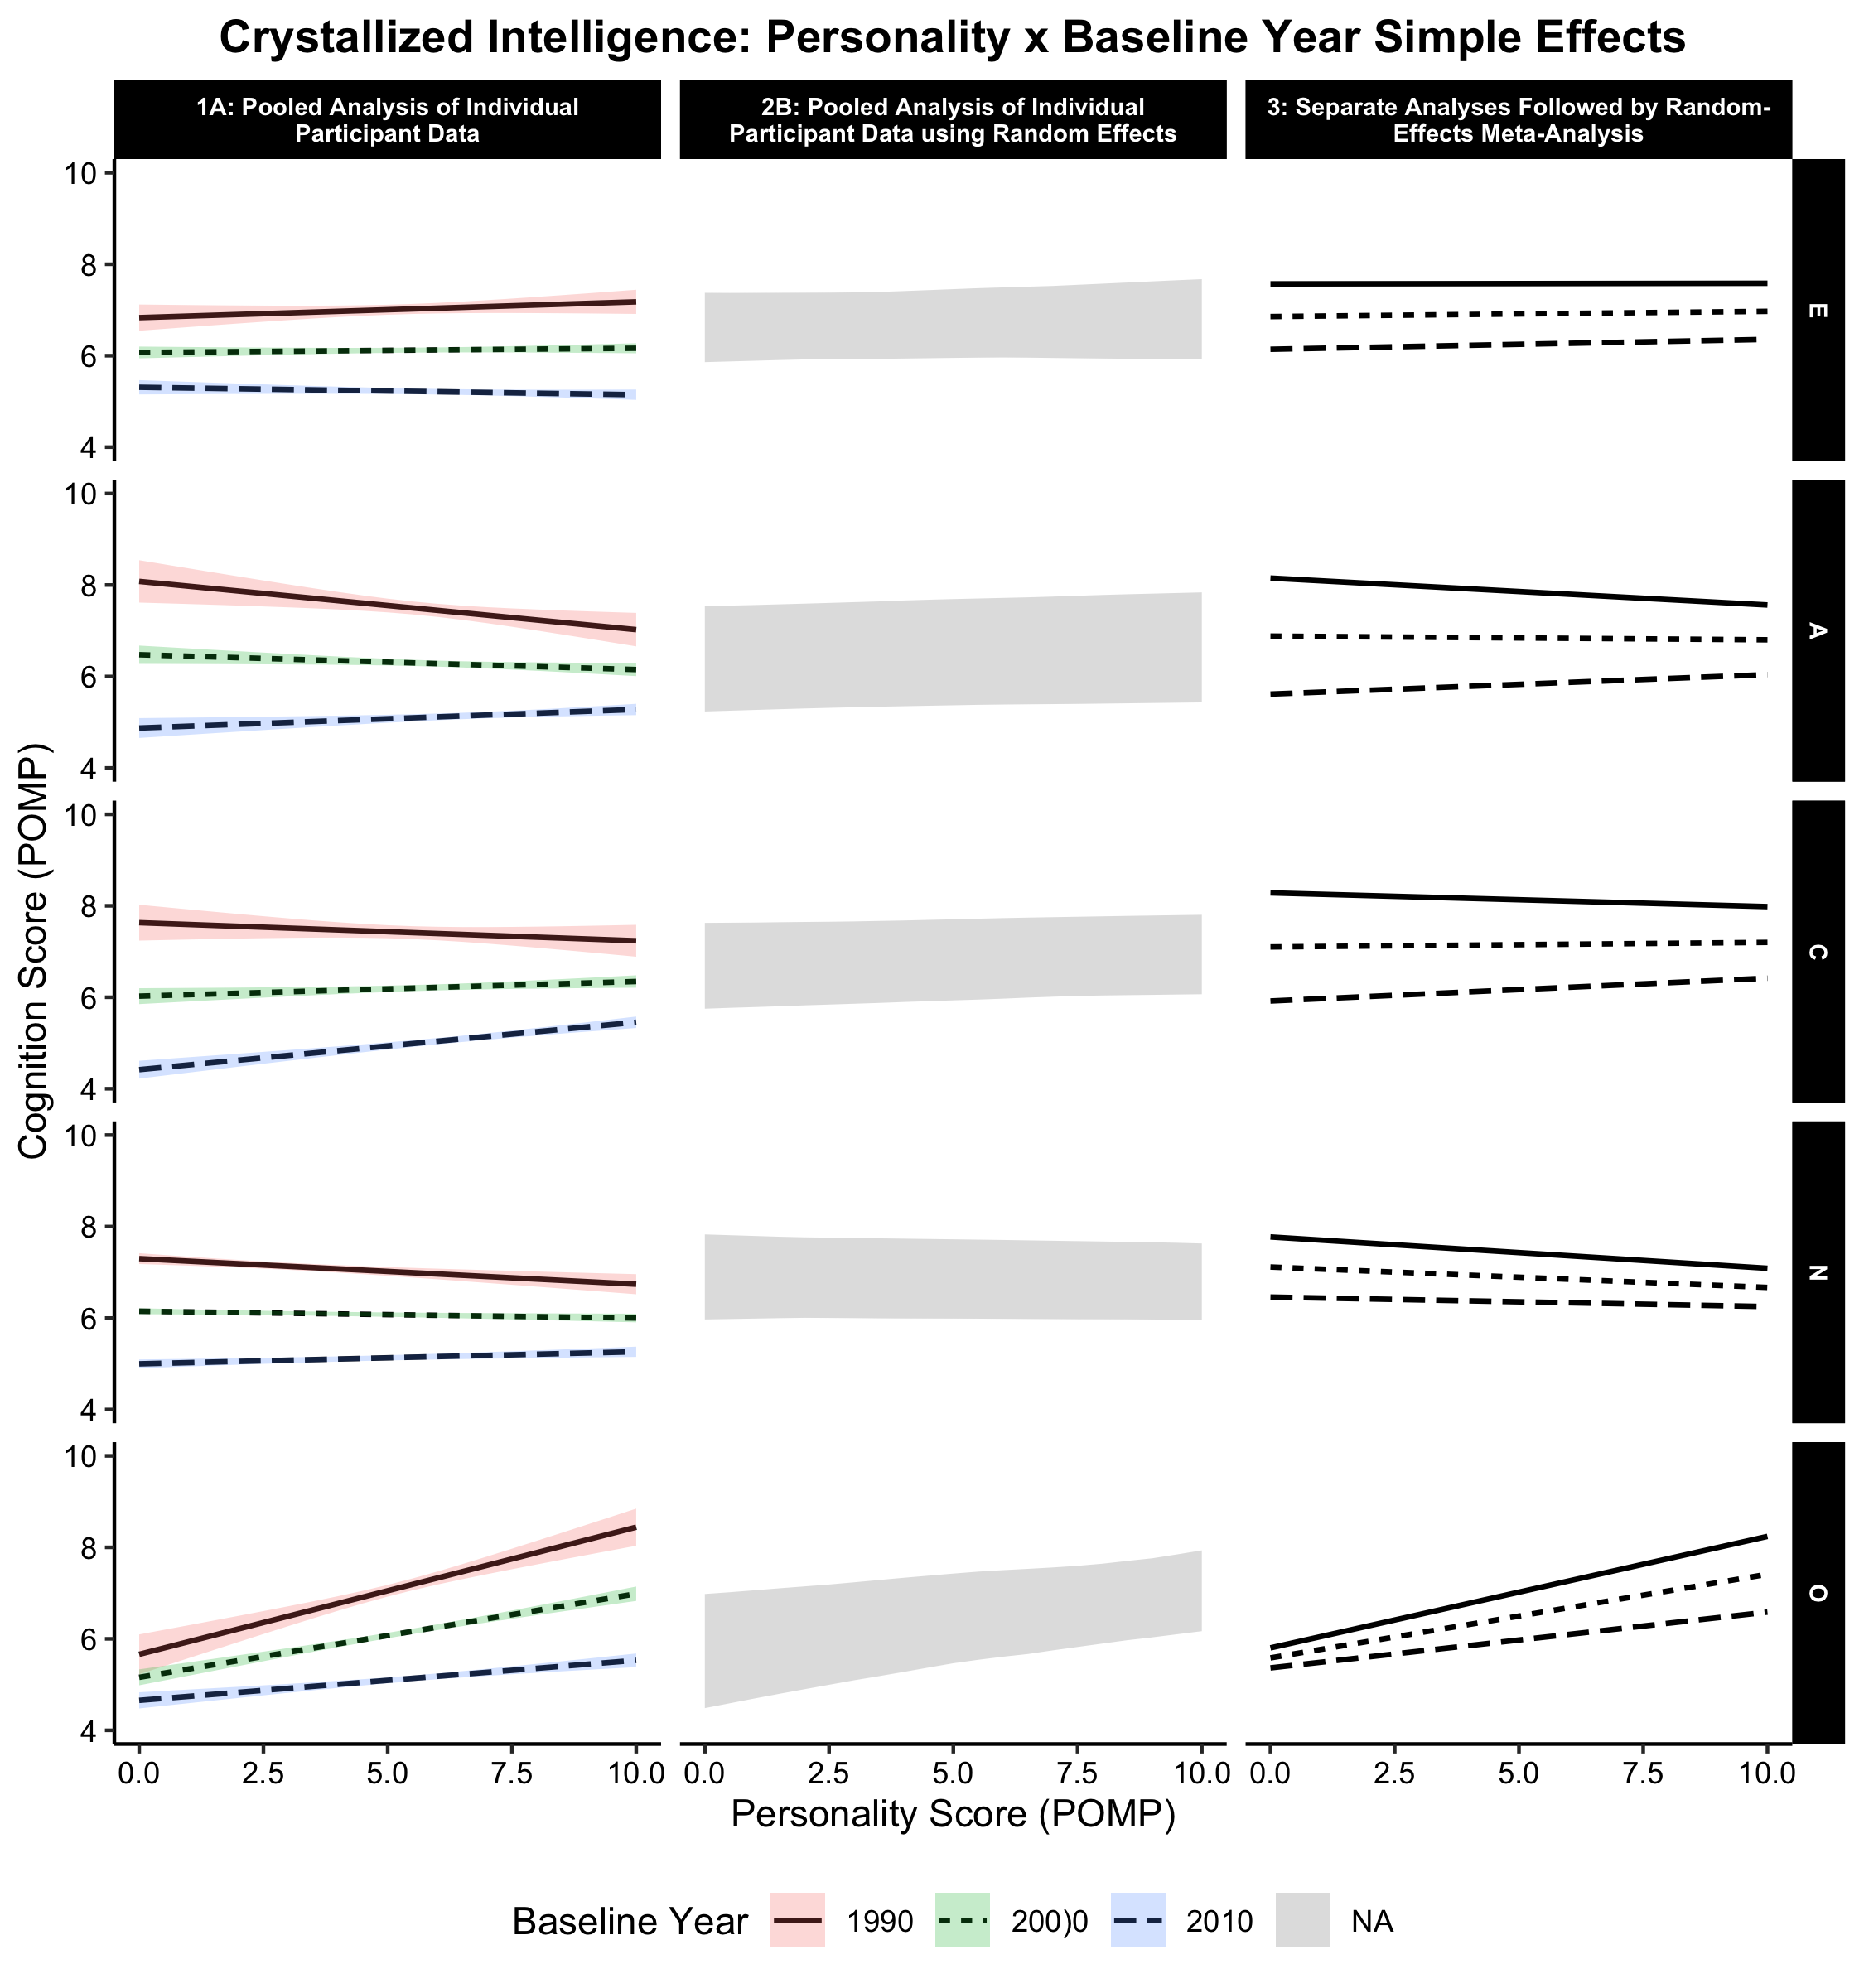 Crystallized Intelligence: Personality x Baseline Year Simple Effects
1A: Pooled Analysis of Individual
Participant Data
2B: Pooled Analysis of Individual
Participant Data using Random Effects
3: Separate Analyses Followed by Random-
Effects Meta-Analysis
Cognition Score (POMP)
10
8
6
4
E
10
8
6
4
A
10
8
6
4
C
10
8
6
4
N
10
8
6
4
O
0.0 2.5 5.0 7.5 10.0 0.0 2.5 5.0 7.5 10.0 0.0 2.5 5.0 7.5 10.0
Personality Score (POMP)
Baseline Year 1990 200)0 2010 NA